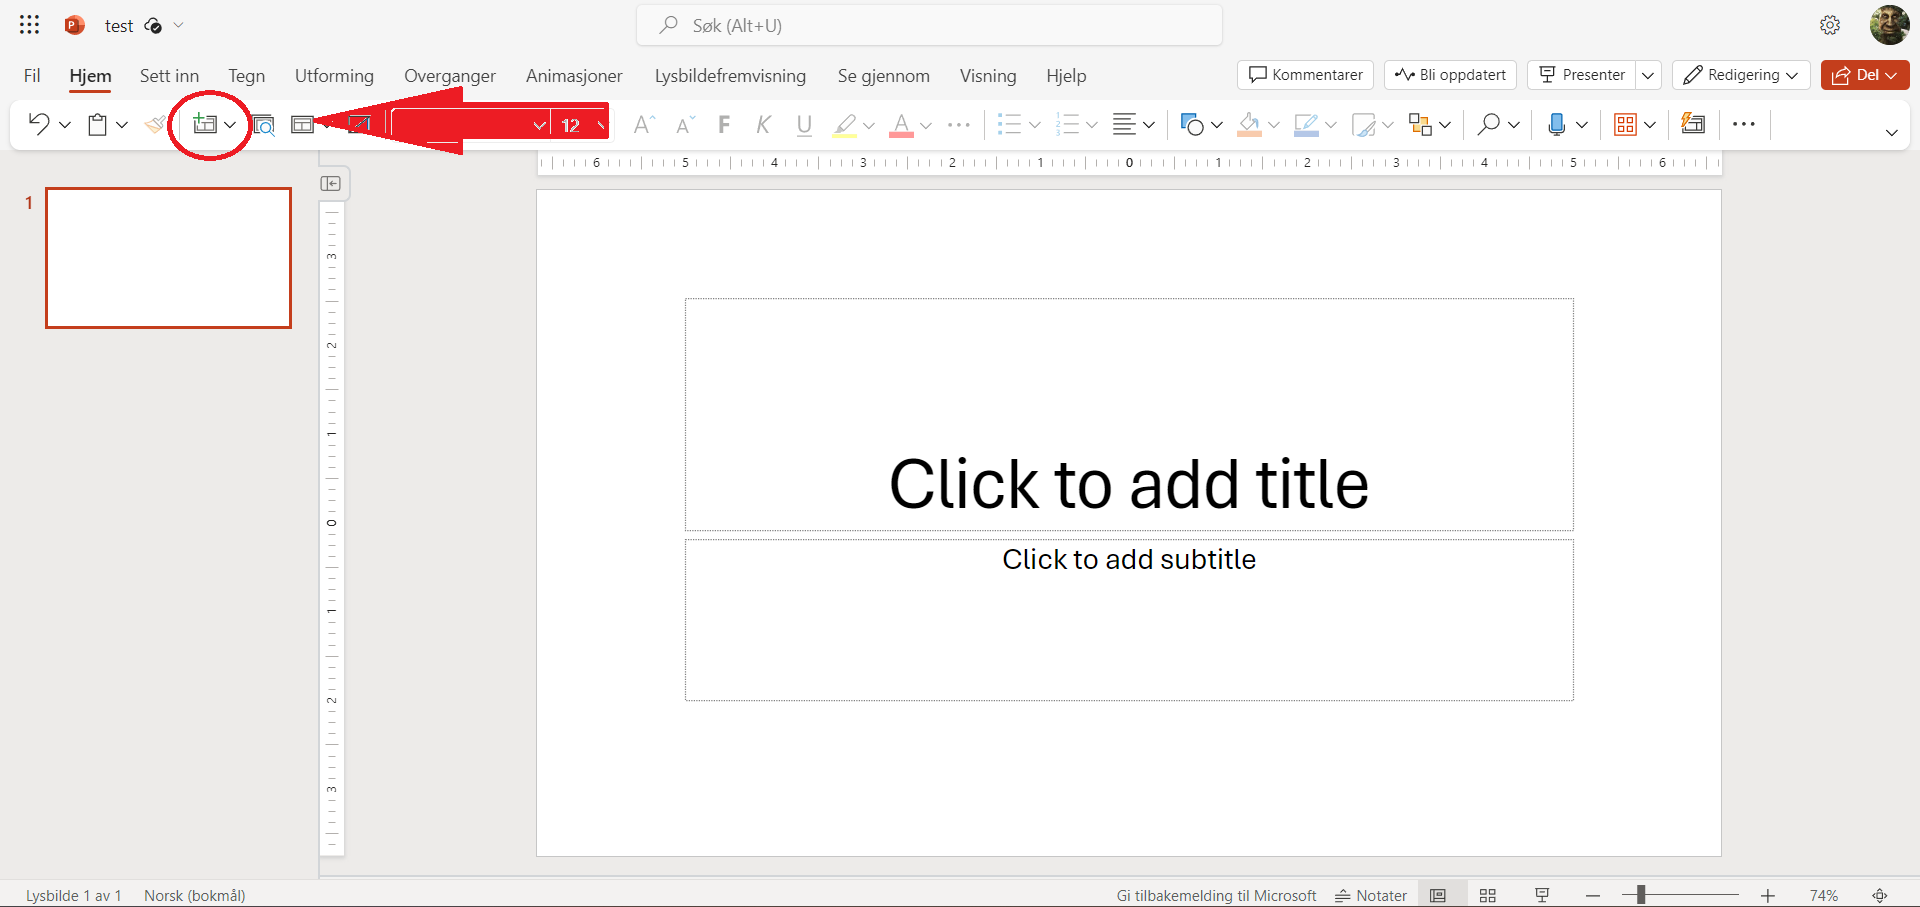 test
Søk (Alt+U)
Fil Hjem Sett inn Tegn Utforming Overganger Animasjoner Lysbildefremvisning Se gjennom Visning Hjelp
Kommentarer Bli oppdatert Presenter Redigering Del
12 A A F K U A
6 5 4 3 2 1 0 1 2 3 4 5 6
1
3
2
1
0
1
2
3
Click to add title
Click to add subtitle
Lysbilde 1 av 1 Norsk (bokmål) Gi tilbakemelding til Microsoft Notater 74%